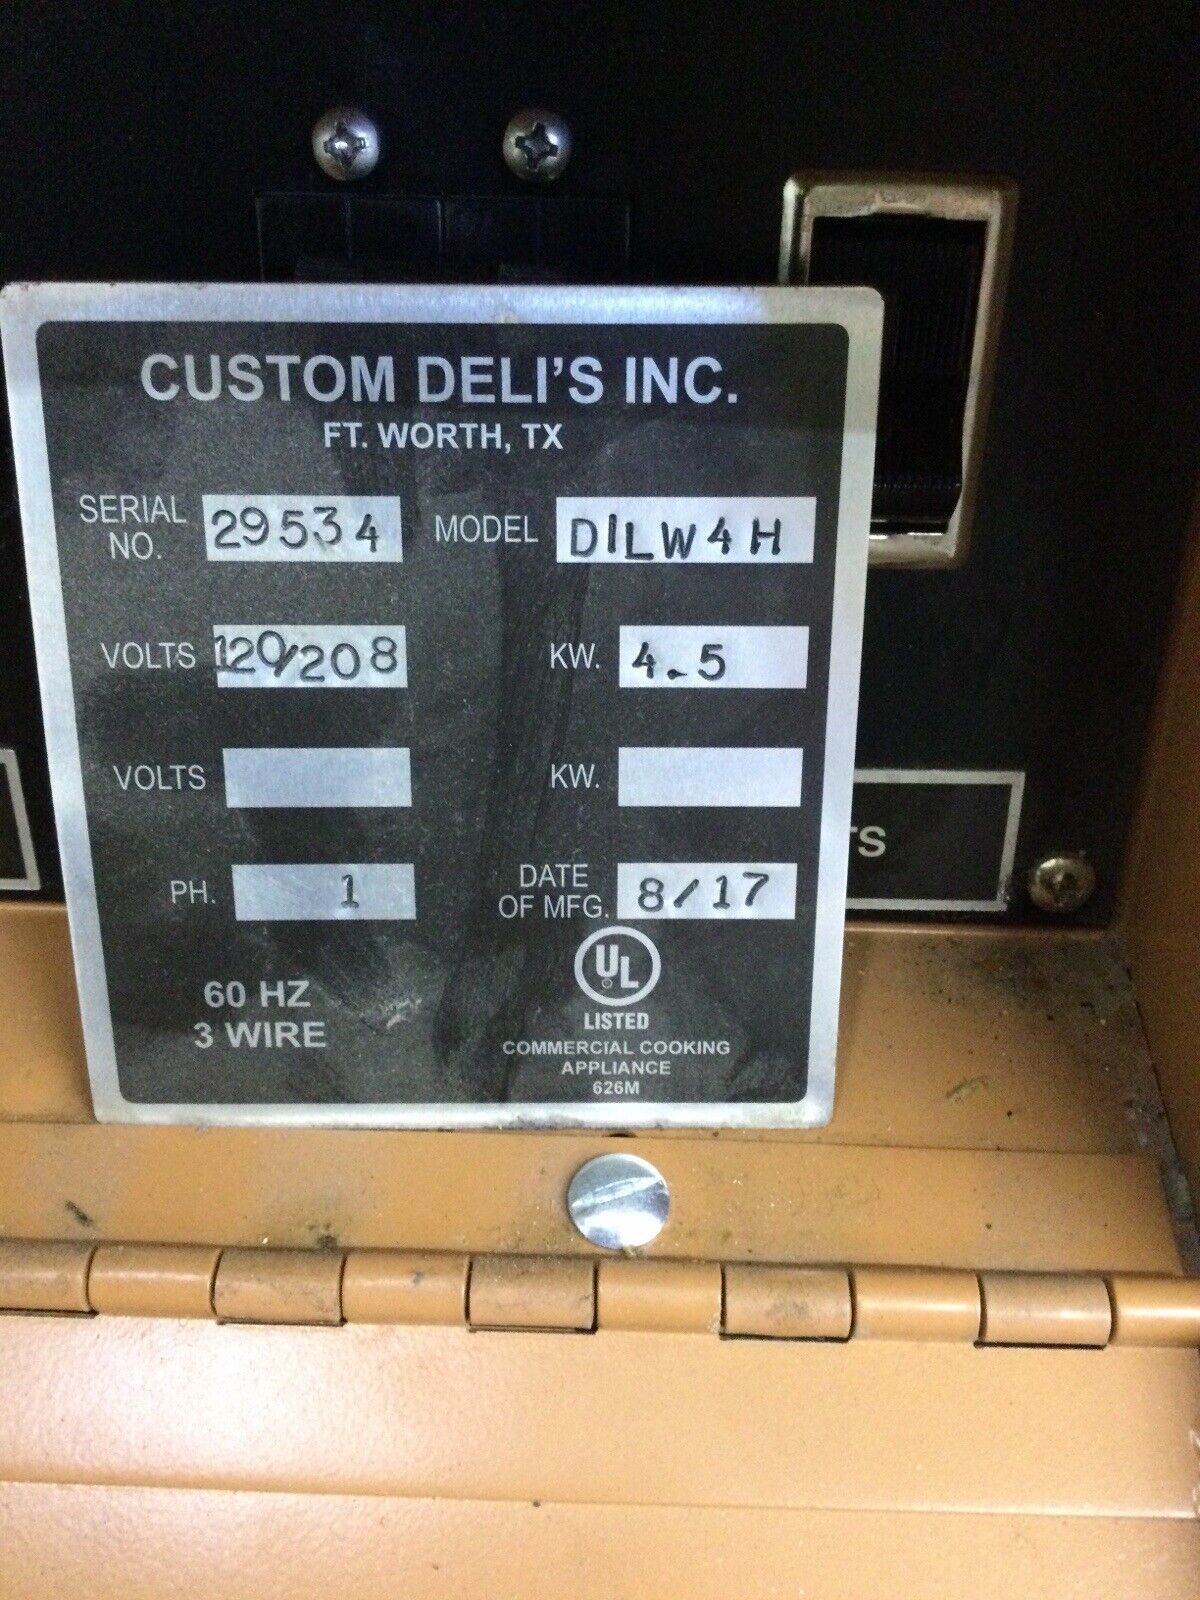 CUSTOM DELI'S INC.
FT. WORTH, TX
SERIAL NO. 29534 MODEL DILW4H
VOLTS 120/208 KW. 4.5
VOLTS KW.
PH. 1 DATE OF MFG. 8/17
60 HZ
3 WIRE
UL
LISTED
COMMERCIAL COOKING
APPLIANCE
626M